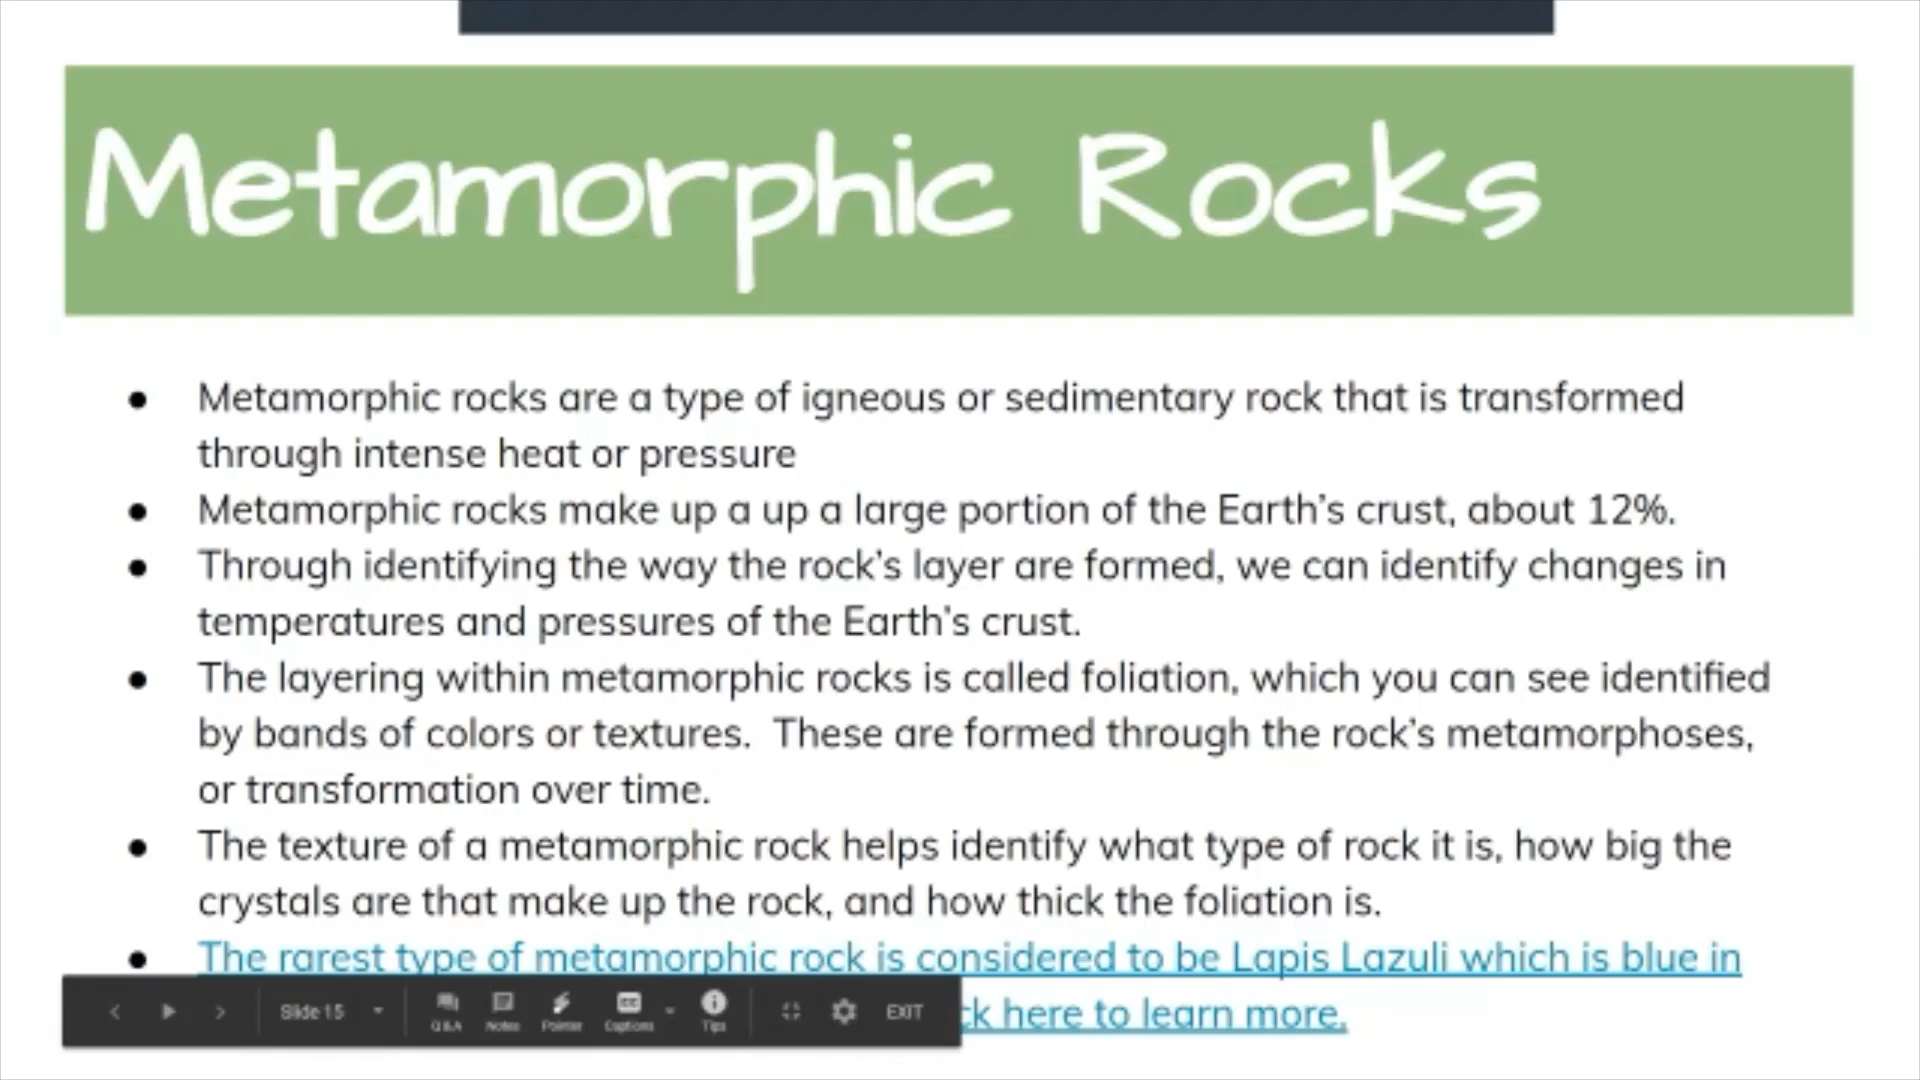 Metamorphic Rocks
● Metamorphic rocks are a type of igneous or sedimentary rock that is transformed
through intense heat or pressure
● Metamorphic rocks make up a up a large portion of the Earth's crust, about 12%.
● Through identifying the way the rock's layer are formed, we can identify changes in
temperatures and pressures of the Earth's crust.
● The layering within metamorphic rocks is called foliation, which you can see identified
by bands of colors or textures.  These are formed through the rock's metamorphoses,
or transformation over time.
● The texture of a metamorphic rock helps identify what type of rock it is, how big the
crystals are that make up the rock, and how thick the foliation is.
● The rarest type of metamorphic rock is considered to be Lapis Lazuli which is blue in
here to learn more.
Slide 15 Q&A Notes Pointer Captions Tips EXIT